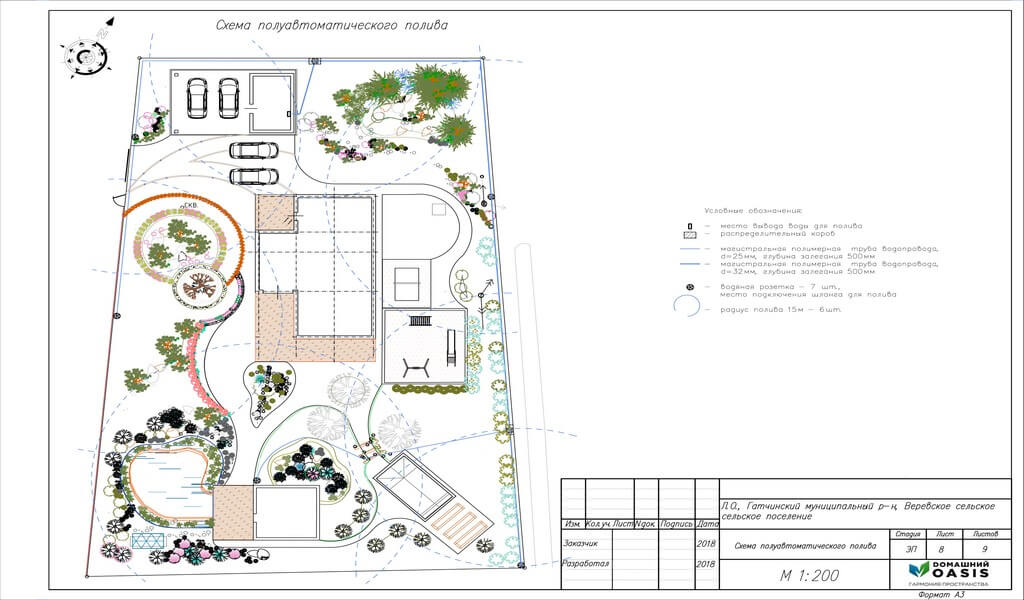 Схема полуавтоматического полива
N
СКВ.
Условные обозначения:
— место вывода воды для полива
— распределительный короб
— магистральная полимерная труба водопровода,
d=25мм, глубина залегания 500мм
— магистральная полимерная труба водопровода,
d=32мм, глубина залегания 500мм
— водяная розетка — 7 шт.,
место подключения шланга для полива
— радиус полива 15м — 6шт.
Л.О., Гатчинский муниципальный р-н, Веревское сельское
сельское поселение
Изм. Кол.уч. Лист №док. Подпись Дата
Заказчик 2018
Разработал 2018
Схема полуавтоматического полива
Стадия Лист Листов
ЭП 8 9
М 1:200
ДОМАШНИЙ
OASIS
ГАРМОНИЯ ПРОСТРАНСТВА
Формат А3